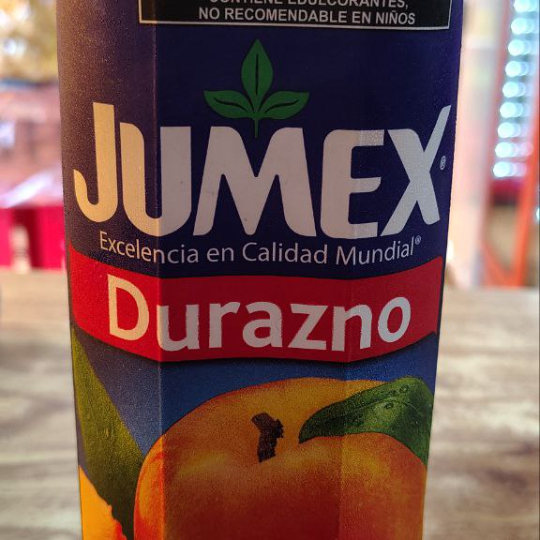 CONTIENE EDULCORANTES,
NO RECOMENDABLE EN NIÑOS
JUMEX®
Excelencia en Calidad Mundial®
Durazno